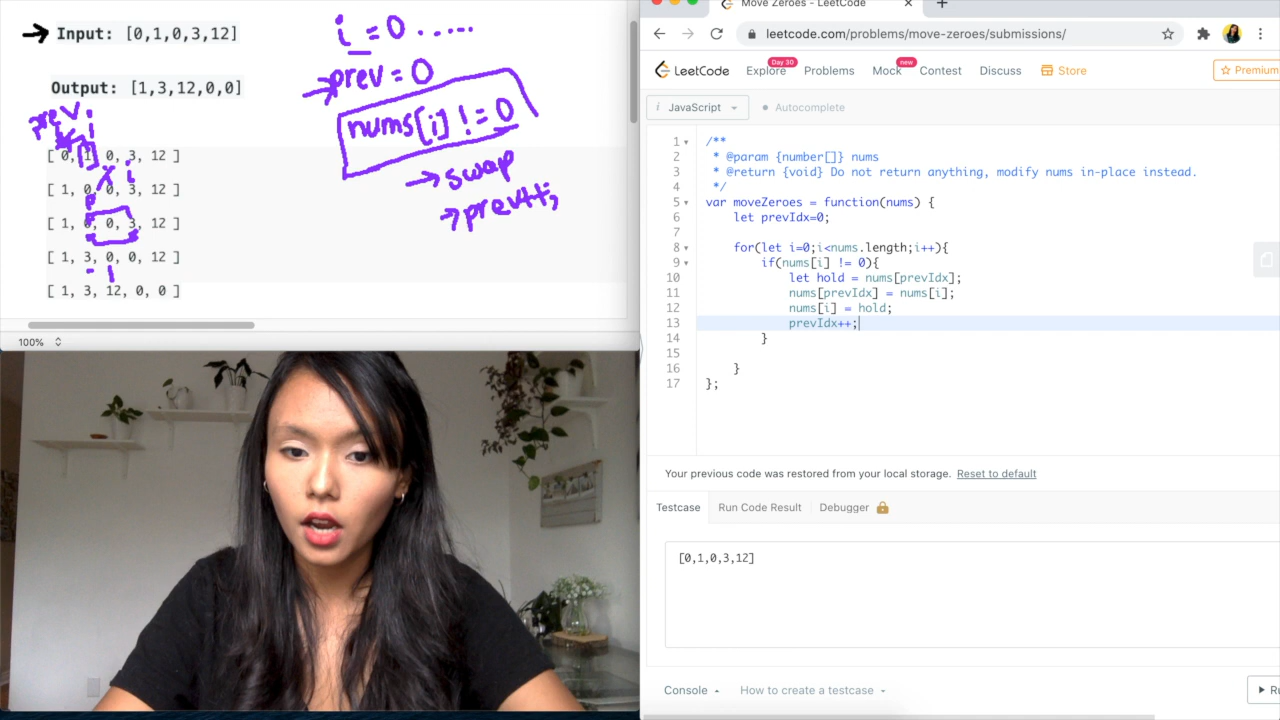 Input: [0,1,0,3,12]
Output: [1,3,12,0,0]
prev i
[ 0, 1, 0, 3, 12 ]
i
[ 1, 0, 0, 3, 12 ]
P
[ 1, 0, 0, 3, 12 ]
[ 1, 3, 0, 0, 12 ]
[ 1, 3, 12, 0, 0 ]
i = 0 .....
prev = 0
nums[i] != 0
swap
prev++;
100%
Move Zeroes - LeetCode
leetcode.com/problems/move-zeroes/submissions/
LeetCode Explore Day 30 Problems Mock new Contest Discuss Store Premium
i JavaScript Autocomplete
1 /**
2 * @param {number[]} nums
3 * @return {void} Do not return anything, modify nums in-place instead.
4 */
5 var moveZeroes = function(nums) {
6 let prevIdx=0;
7
8 for(let i=0;i<nums.length;i++){
9 if(nums[i] != 0){
10 let hold = nums[prevIdx];
11 nums[prevIdx] = nums[i];
12 nums[i] = hold;
13 prevIdx++;
14 }
15
16 }
17 };
Your previous code was restored from your local storage. Reset to default
Testcase Run Code Result Debugger
[0,1,0,3,12]
Console How to create a testcase